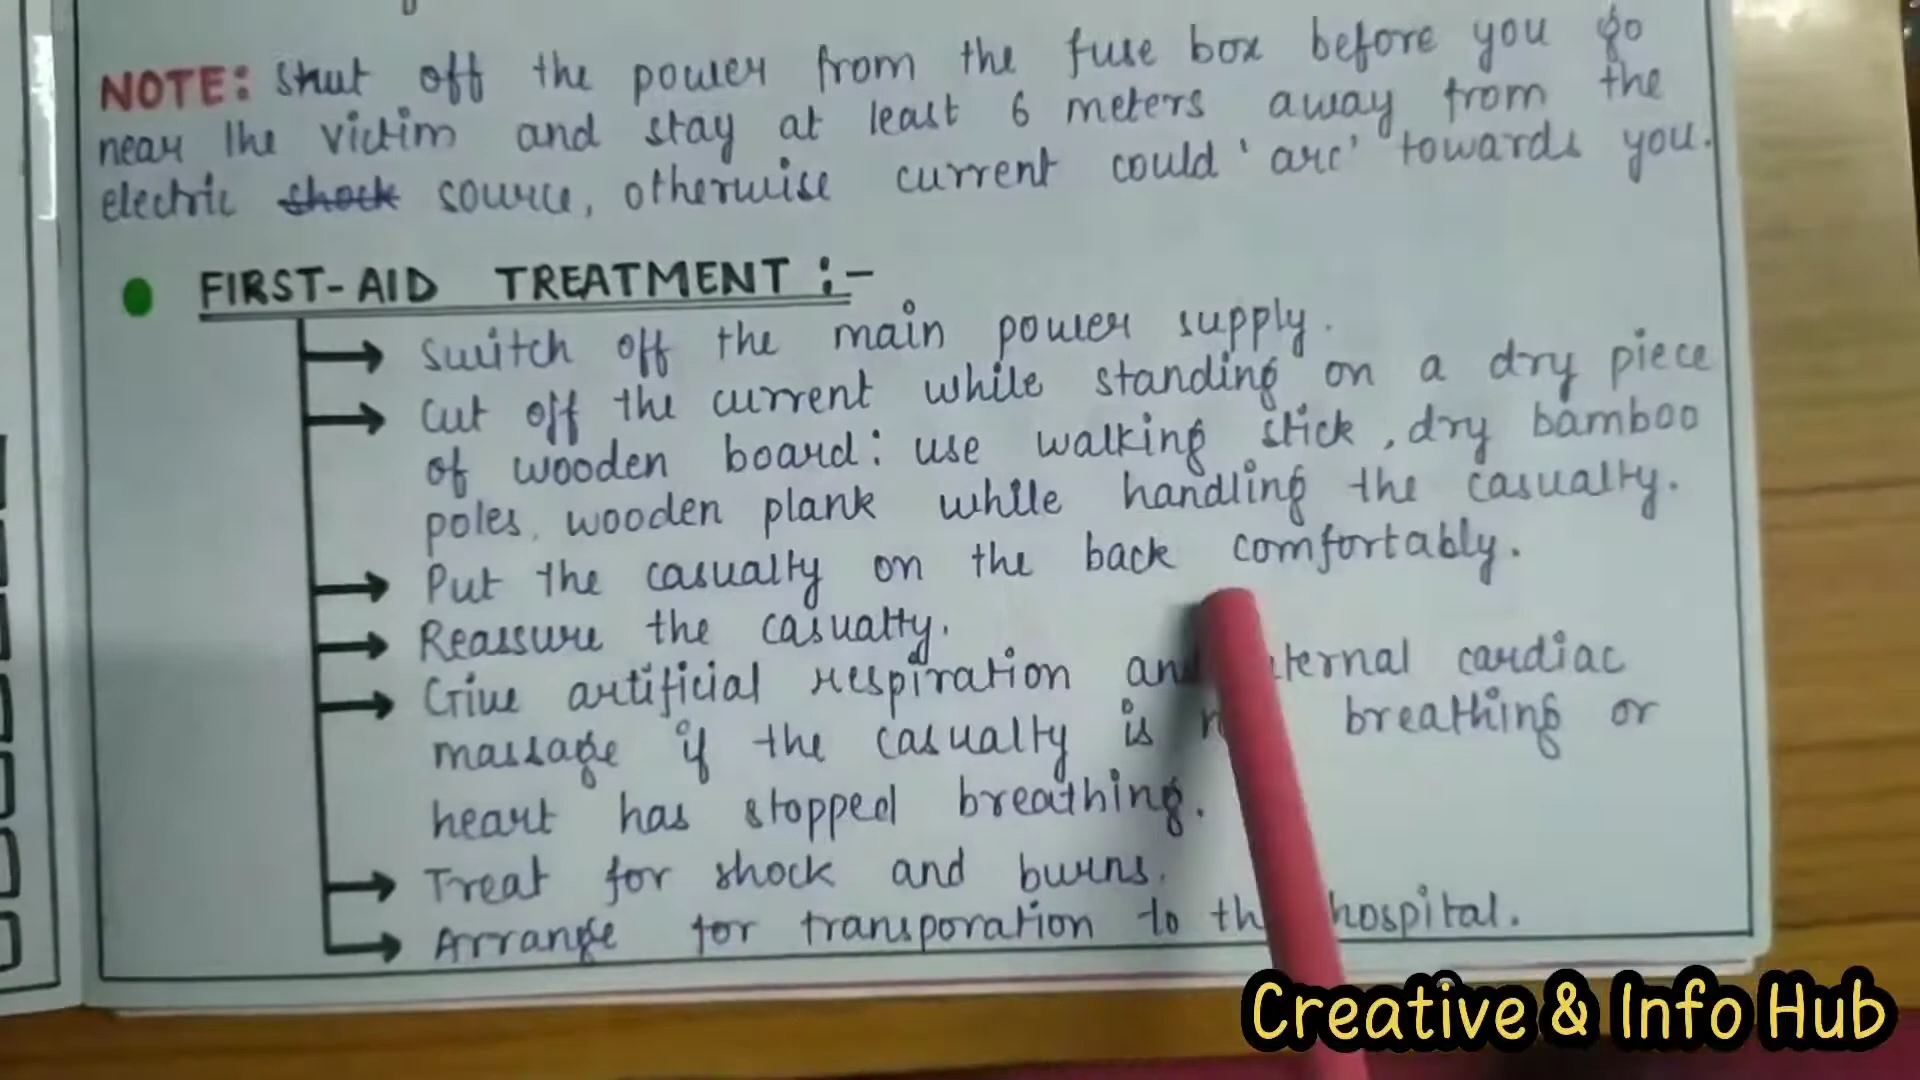 NOTE: Shut off the power from the fuse box before you go
near the victim and stay at least 6 meters away from the
electric shock source, otherwise current could 'arc' towards you.
FIRST-AID TREATMENT :-
Switch off the main power supply.
Cut off the current while standing on a dry piece
of wooden board: use walking stick, dry bamboo
poles, wooden plank while handling the casualty.
Put the casualty on the back comfortably.
Reassure the casualty.
Give artificial respiration cardiac
massage if the casualty is breathing or
heart has stopped breathing.
Treat for shock and burns.
Arrange for transporation to hospital.
Creative & Info Hub